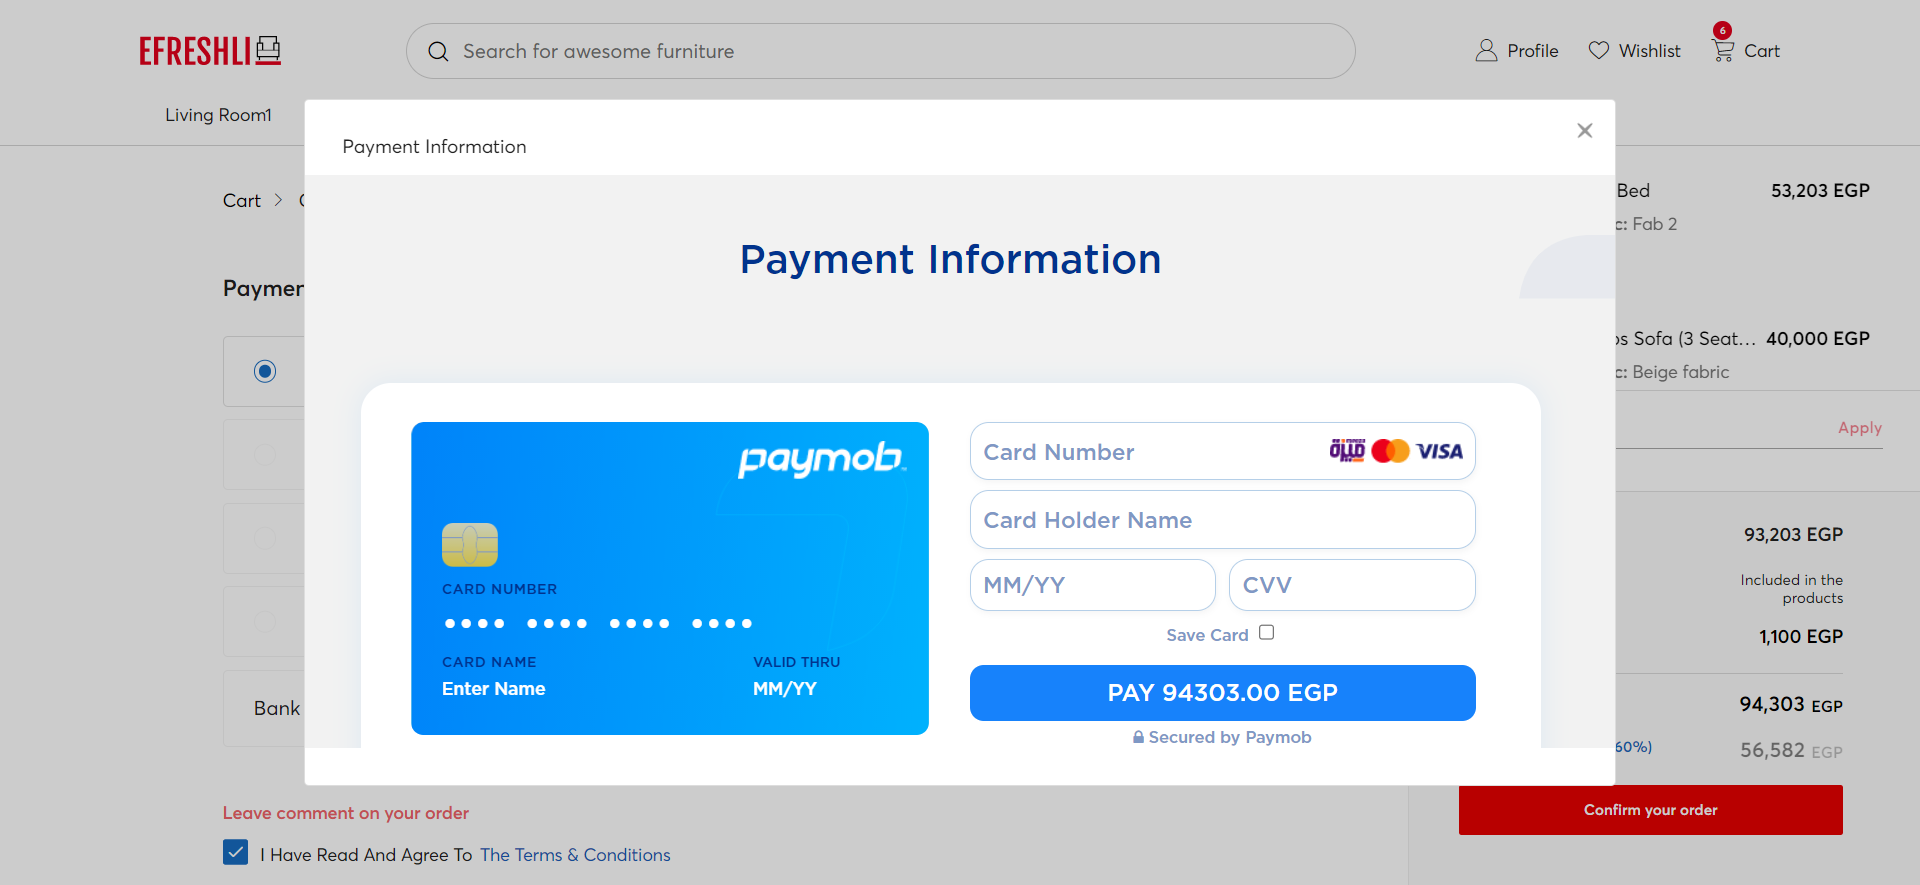 EFRESHLI
Search for awesome furniture
Profile
Wishlist
6
Cart
Living Room1
Payment Information
Cart
Bed
53,203 EGP
Fab 2
Payment Information
Sofa (3 Seat...
40,000 EGP
Beige fabric
Apply
paymob
Card Number
ميزة
VISA
Card Holder Name
MM/YY
CVV
Save Card
PAY 94303.00 EGP
Secured by Paymob
CARD NUMBER
CARD NAME
VALID THRU
Enter Name
MM/YY
93,203 EGP
Included in the
products
1,100 EGP
94,303 EGP
60%)
56,582 EGP
Bank
Leave comment on your order
I Have Read And Agree To The Terms & Conditions
Confirm your order